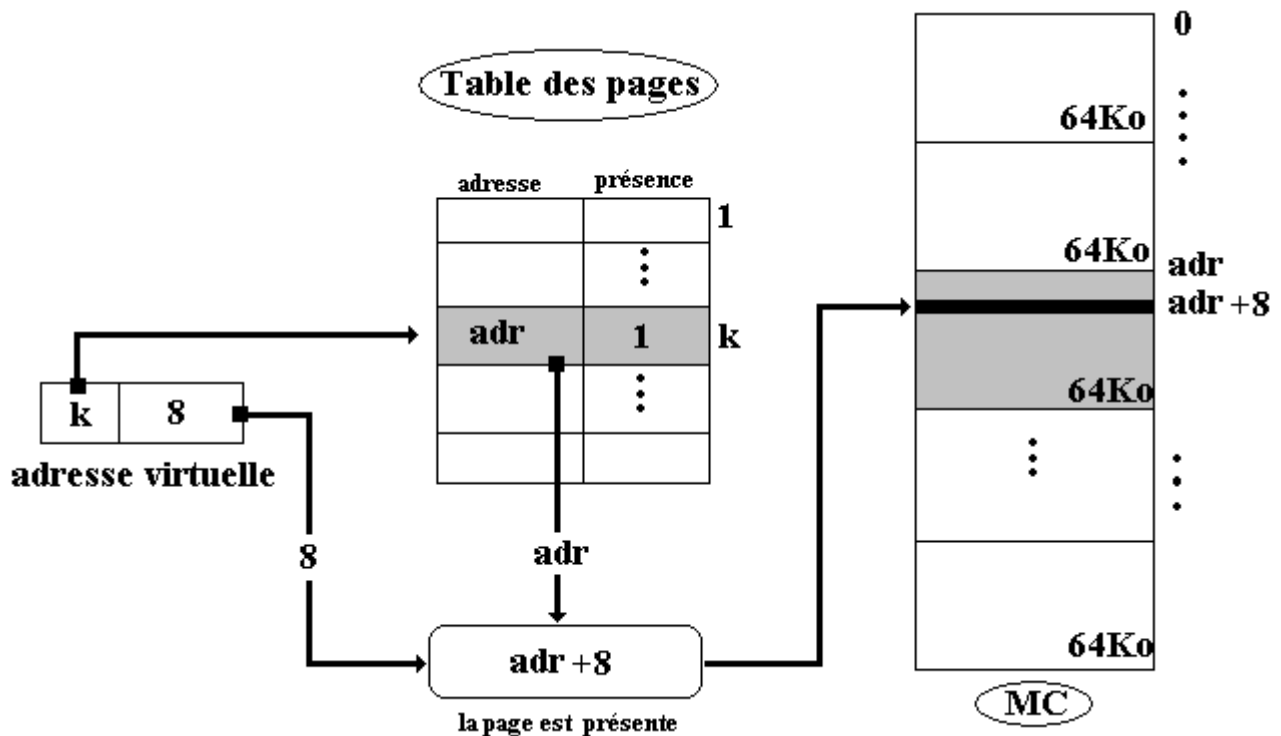 Table des pages
adresse présence
1
adr 1 k
k 8
adresse virtuelle
8
adr
adr +8
la page est présente
0
64Ko
64Ko
adr
adr +8
64Ko
64Ko
MC